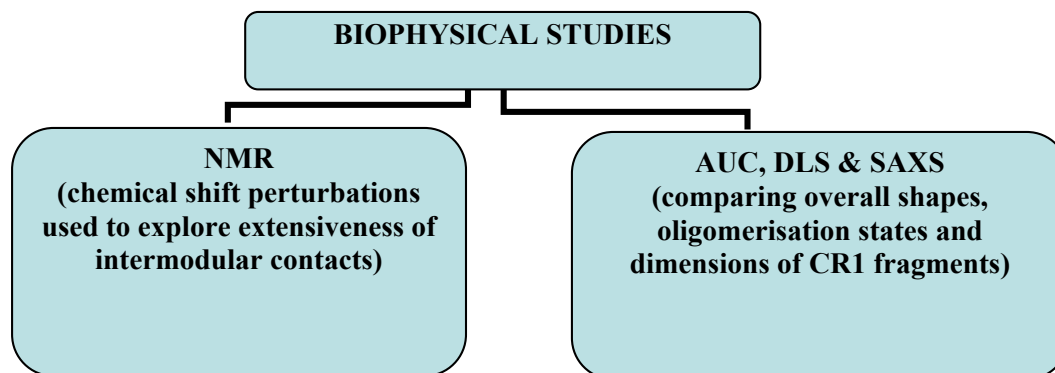 BIOPHYSICAL STUDIES
NMR
(chemical shift perturbations
used to explore extensiveness of
intermodular contacts)
AUC, DLS & SAXS
(comparing overall shapes,
oligomerisation states and
dimensions of CR1 fragments)